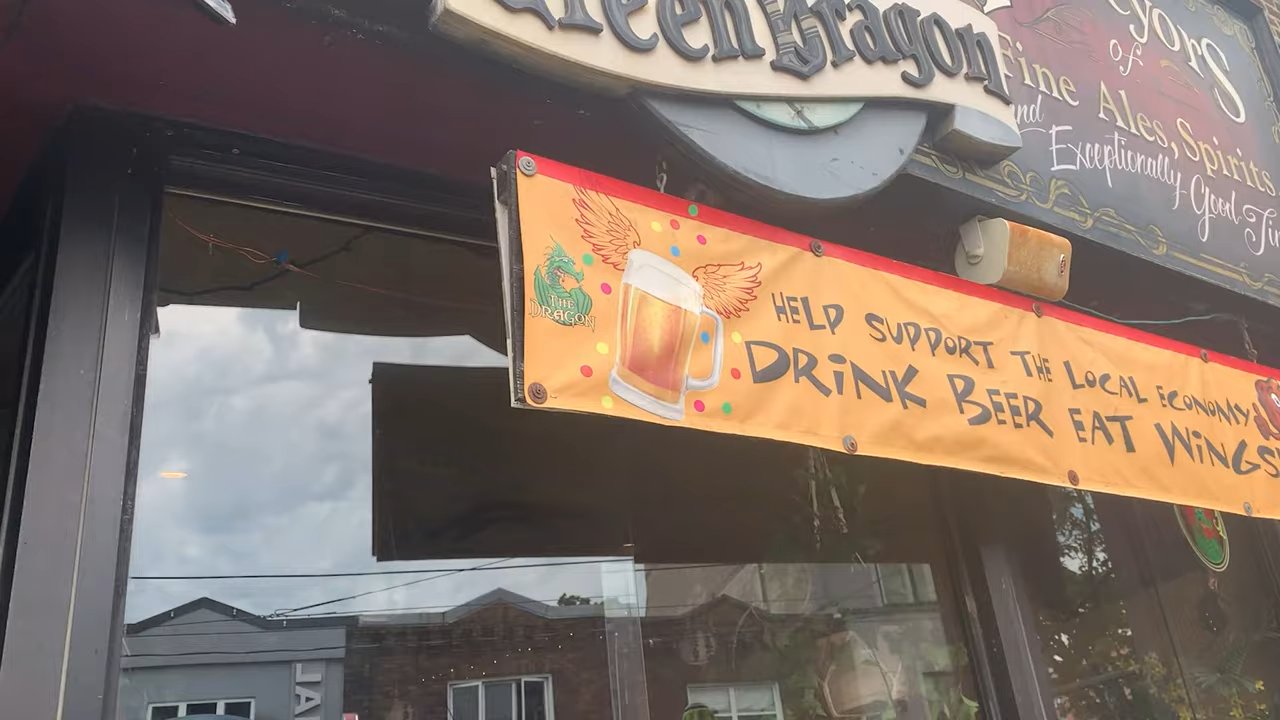 Green Dragon
of
Fine Ales, Spirits
and
Exceptionally Good
THE
DRAGON
HELP SUPPORT THE LOCAL ECONOMY
DRINK BEER EAT WINGS